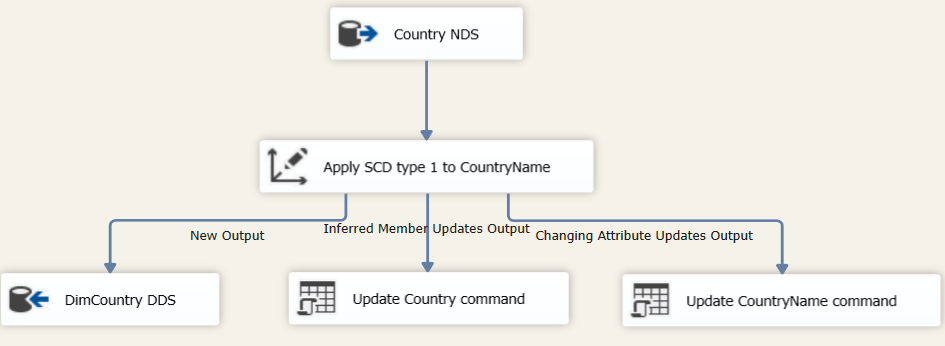 Country NDS
Apply SCD type 1 to CountryName
New Output
Inferred Member Updates Output
Changing Attribute Updates Output
DimCountry DDS
Update Country command
Update CountryName command